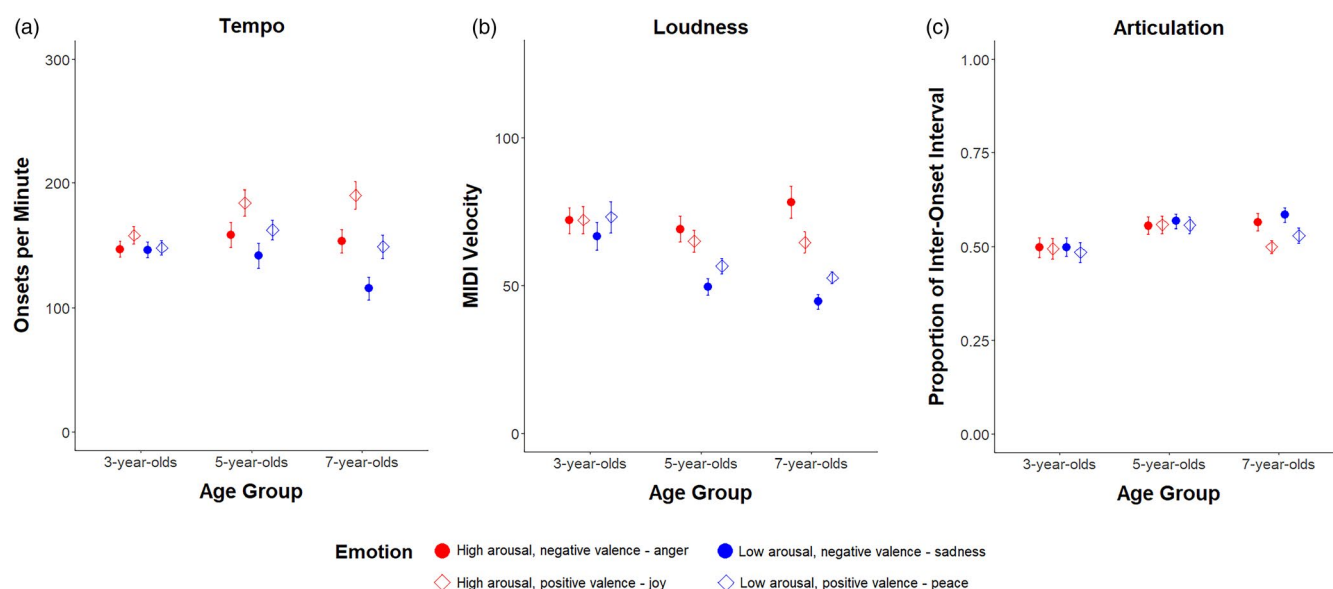 (a)
Tempo
Onsets per Minute
300
200
100
0
3-year-olds 5-year-olds 7-year-olds
Age Group
(b)
Loudness
MIDI Velocity
100
50
0
3-year-olds 5-year-olds 7-year-olds
Age Group
(c)
Articulation
Proportion of Inter-Onset Interval
1.00
0.75
0.50
0.25
0.00
3-year-olds 5-year-olds 7-year-olds
Age Group
Emotion
High arousal, negative valence - anger
Low arousal, negative valence - sadness
High arousal, positive valence - joy
Low arousal, positive valence - peace